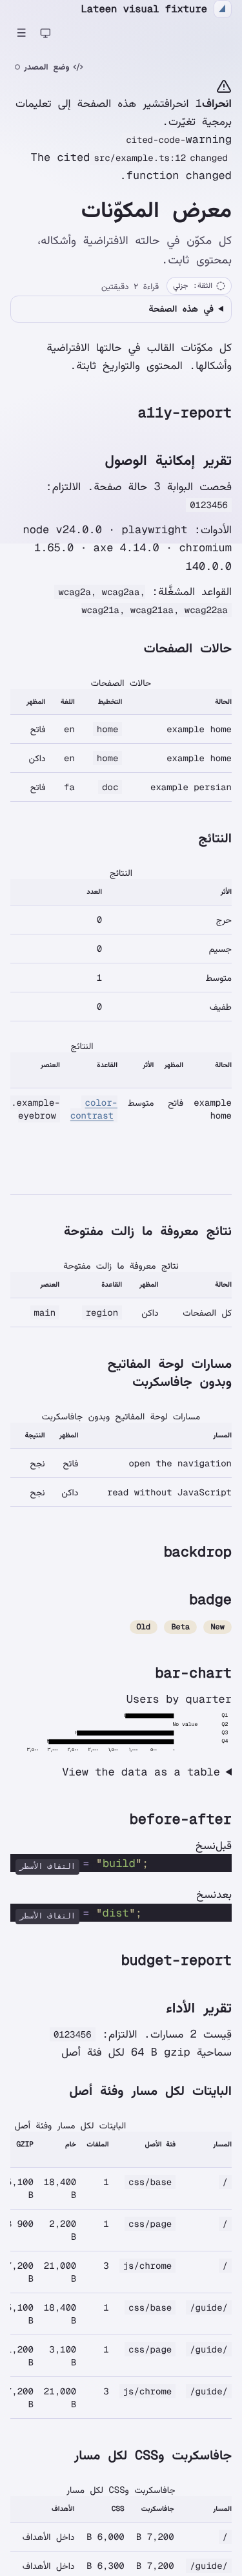 Lateen visual fixture
</> وضع المصدر
انحراف1 انحرافتشير هذه الصفحة إلى تعليمات
برمجية تغيّرت.
cited-code-warning
The cited src/example.ts:12 changed
function changed.
معرض المكوّنات
كل مكوّن في حالته الافتراضية وأشكاله،
بمحتوى ثابت.
الثقة: جزئي
قراءة ٢ دقيقتين
في هذه الصفحة
كل مكوّنات القالب في حالتها الافتراضية
وأشكالها. المحتوى والتواريخ ثابتة.
a11y-report
تقرير إمكانية الوصول
فحصت البوابة 3 حالة صفحة. الالتزام:
0123456
الأدوات: node v24.0.0 · playwright
1.65.0 · axe 4.14.0 · chromium
140.0.0
القواعد المشغَّلة: wcag2a, wcag2aa,
wcag21a, wcag21aa, wcag22aa
حالات الصفحات
حالات الصفحات
الحالة التخطيط اللغة المظهر
example home home en فاتح
example home home en داكن
example persian doc fa فاتح
النتائج
النتائج
الأثر العدد
حرج 0
جسيم 0
متوسط 1
طفيف 0
النتائج
الحالة المظهر الأثر القاعدة العنصر
example home فاتح متوسط color-contrast .example-eyebrow
نتائج معروفة ما زالت مفتوحة
نتائج معروفة ما زالت مفتوحة
الحالة المظهر القاعدة العنصر
كل الصفحات داكن region main
مسارات لوحة المفاتيح
وبدون جافاسكربت
مسارات لوحة المفاتيح وبدون جافاسكربت
المسار المظهر النتيجة
open the navigation فاتح نجح
read without JavaScript داكن نجح
backdrop
badge
New Beta Old
bar-chart
Users by quarter
Q1
Q2 No value
Q3
Q4
٠ ٥٠٠ ١٬٠٠٠ ١٬٥٠٠ ٢٬٠٠٠ ٢٬٥٠٠ ٣٬٠٠٠ ٣٬٥٠٠
View the data as a table
before-after
قبلنسخ
= "build";
التفاف الأسطر
بعدنسخ
= "dist";
التفاف الأسطر
budget-report
تقرير الأداء
قِيست 2 مسارات. الالتزام: 0123456
سماحية gzip 64 B لكل فئة أصل
البايتات لكل مسار وفئة أصل
البايتات لكل مسار وفئة أصل
المسار فئة الأصل الملفات خام GZIP
/ css/base 1 18,400 B
/ css/page 1 2,200 B 900
/ js/chrome 3 21,000 B
/guide/ css/base 1 18,400 B
/guide/ css/page 1 3,100 B
/guide/ js/chrome 3 21,000 B
جافاسكربت وCSS لكل مسار
جافاسكربت وCSS لكل مسار
المسار جافاسكربت CSS الأهداف
/ 7,200 B 6,000 B داخل الأهداف
/guide/ 7,200 B 6,300 B داخل الأهداف